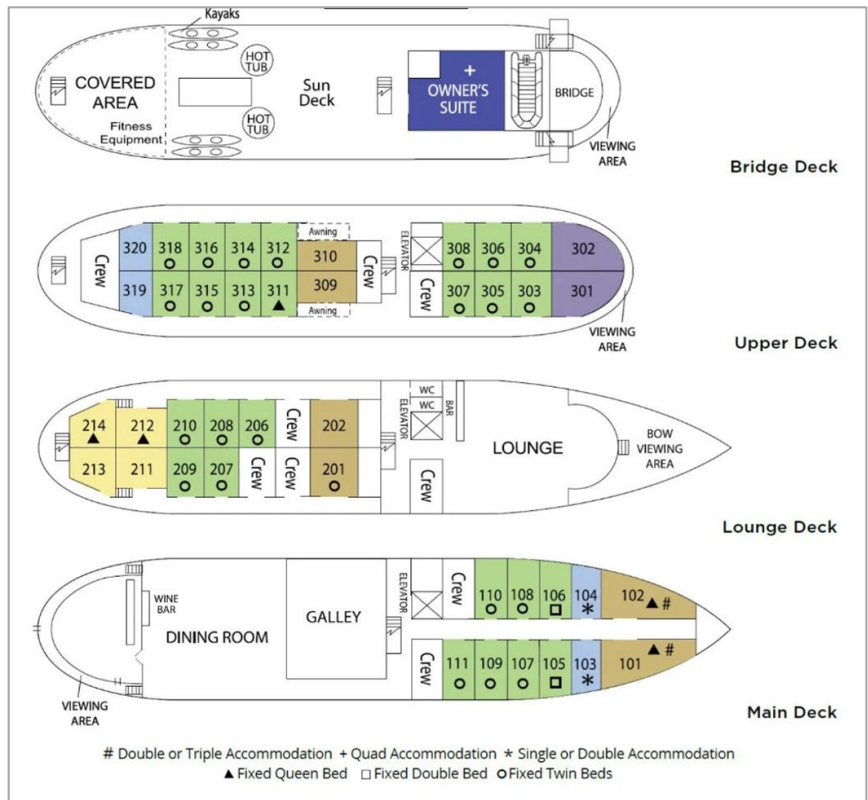 Kayaks
HOT TUB
COVERED AREA
Sun Deck
+
OWNER'S SUITE
BRIDGE
Fitness Equipment
HOT TUB
VIEWING AREA
Bridge Deck
Awning
ELEVATOR
320 318 316 314 312 310 308 306 304 302
Crew
Crew
319 317 315 313 311 309 Crew 307 305 303 301
Awning
VIEWING AREA
Upper Deck
WC
WC
ELEVATOR
BAR
214 212 210 208 206 Crew 202
LOUNGE
BOW VIEWING AREA
213 211 209 207 Crew Crew 201
Crew
Lounge Deck
ELEVATOR
Crew 110 108 106 104 * 102 #
WINE BAR
DINING ROOM
GALLEY
Crew 111 109 107 105 103 * 101 #
VIEWING AREA
Main Deck
# Double or Triple Accommodation + Quad Accommodation * Single or Double Accommodation
▲ Fixed Queen Bed □ Fixed Double Bed O Fixed Twin Beds